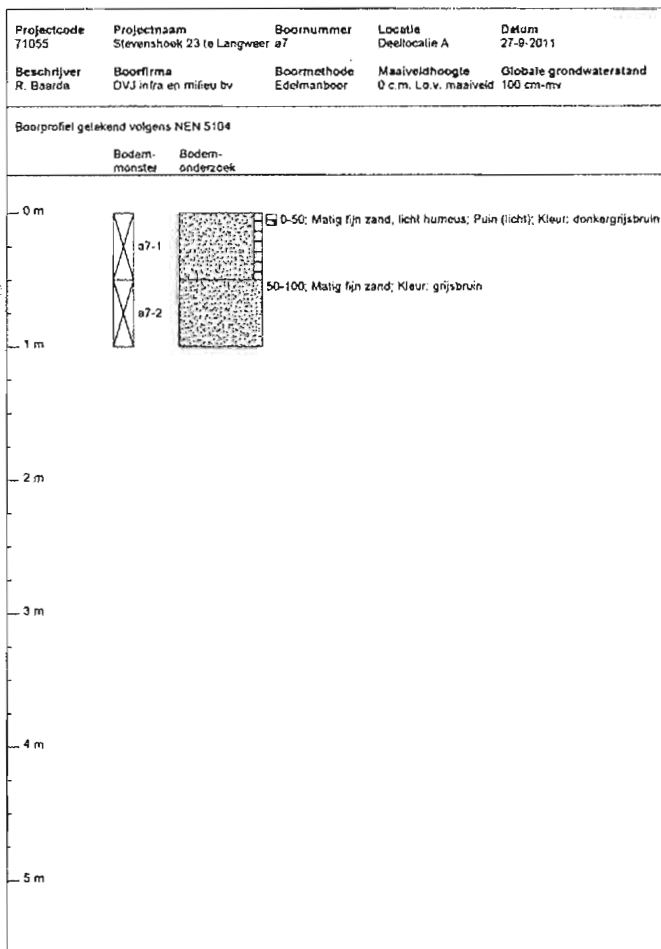 Projectcode Projectnaam Boornummer Locatie Datum
71055 Stevenshoek 23 te Langweer a7 Deellocatie A 27-9-2011
Beschrijver Boorfirma Boormethode Maaiveldhoogte Globale grondwaterstand
R. Baarda OVJ infra en milieu bv Edelmanboor 0 c.m. t.o.v. maaiveld 100 cm-mv
Boorprofiel getekend volgens NEN 5104
Bodem- Bodem-
monster onderzoek
0 m
0-50; Matig fijn zand, licht humeus; Puin (licht); Kleur: donkergrijsbruin
a7-1
50-100; Matig fijn zand; Kleur: grijsbruin
a7-2
1 m
2 m
3 m
4 m
5 m